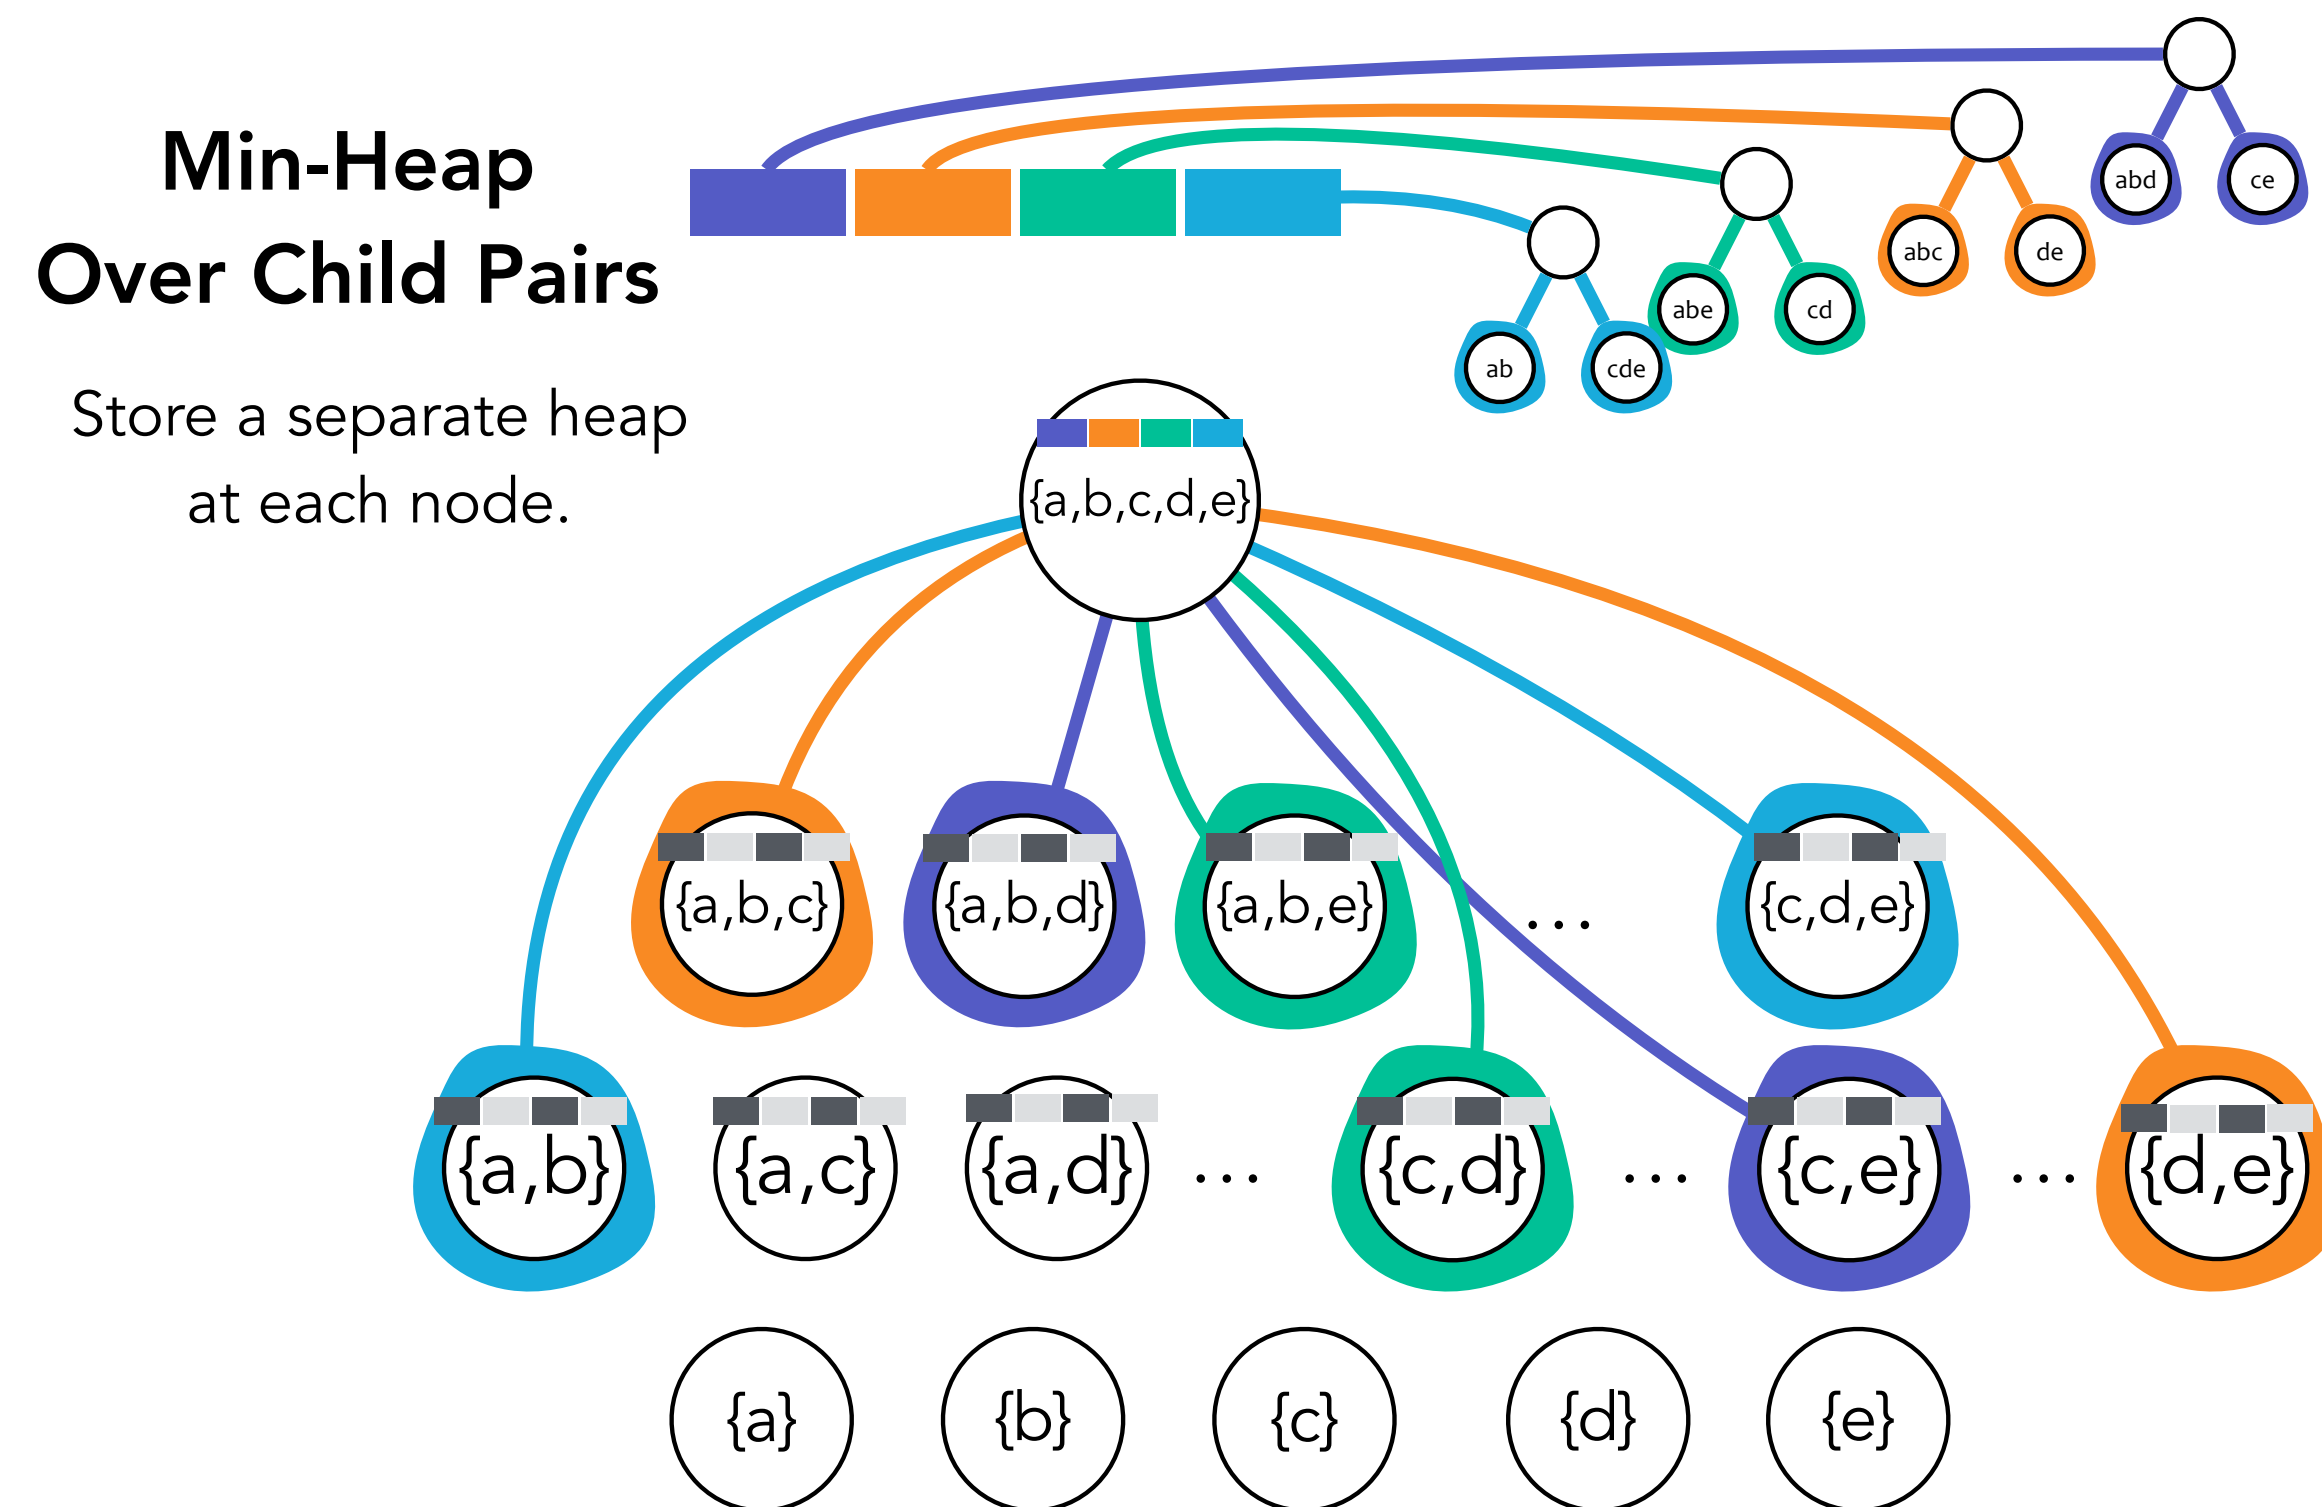 Min-Heap
Over Child Pairs
Store a separate heap
at each node.
abd ce
abc de
abe cd
ab cde
{a,b,c,d,e}
{a,b,c} {a,b,d} {a,b,e} ... {c,d,e}
{a,b} {a,c} {a,d} ... {c,d} ... {c,e} ... {d,e}
{a} {b} {c} {d} {e}